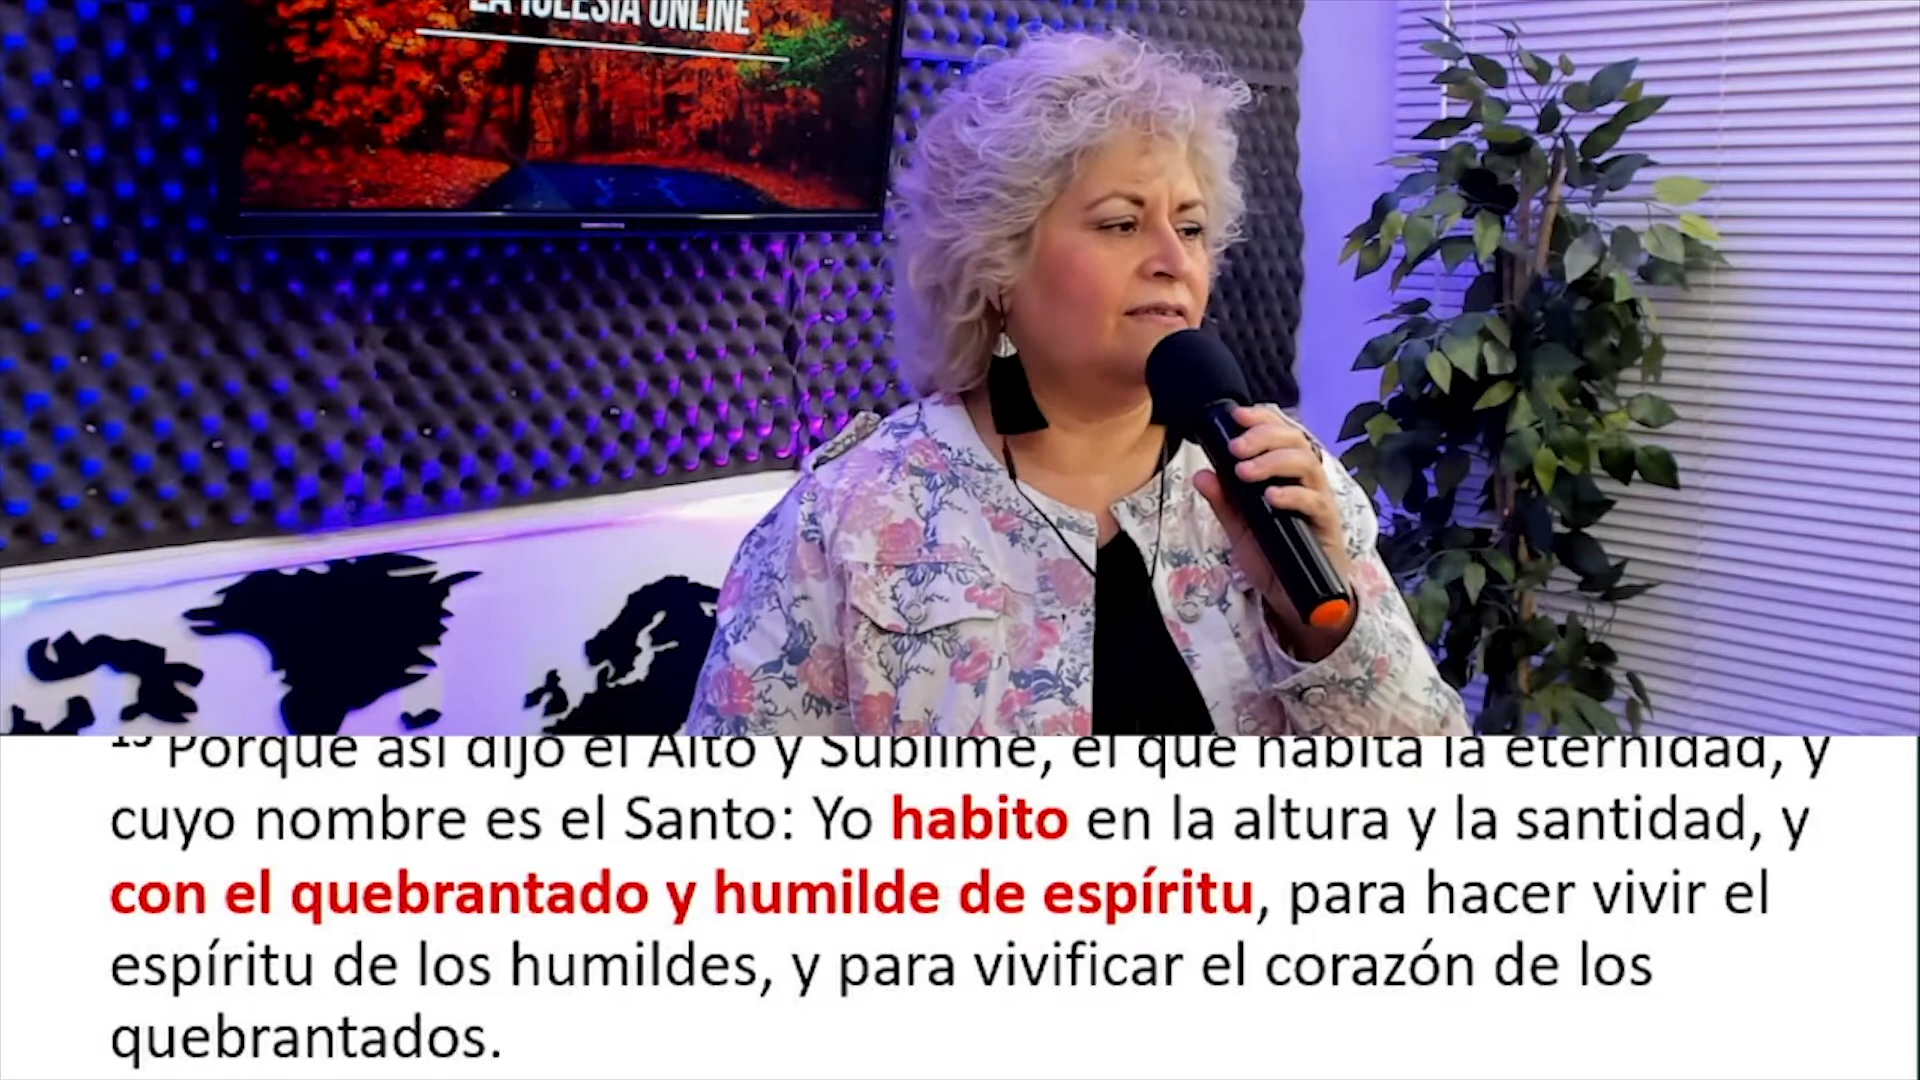 LA IGLESIA ONLINE
15 Porque así dijo el Alto y Sublime, el que habita la eternidad, y
cuyo nombre es el Santo: Yo habito en la altura y la santidad, y
con el quebrantado y humilde de espíritu, para hacer vivir el
espíritu de los humildes, y para vivificar el corazón de los
quebrantados.